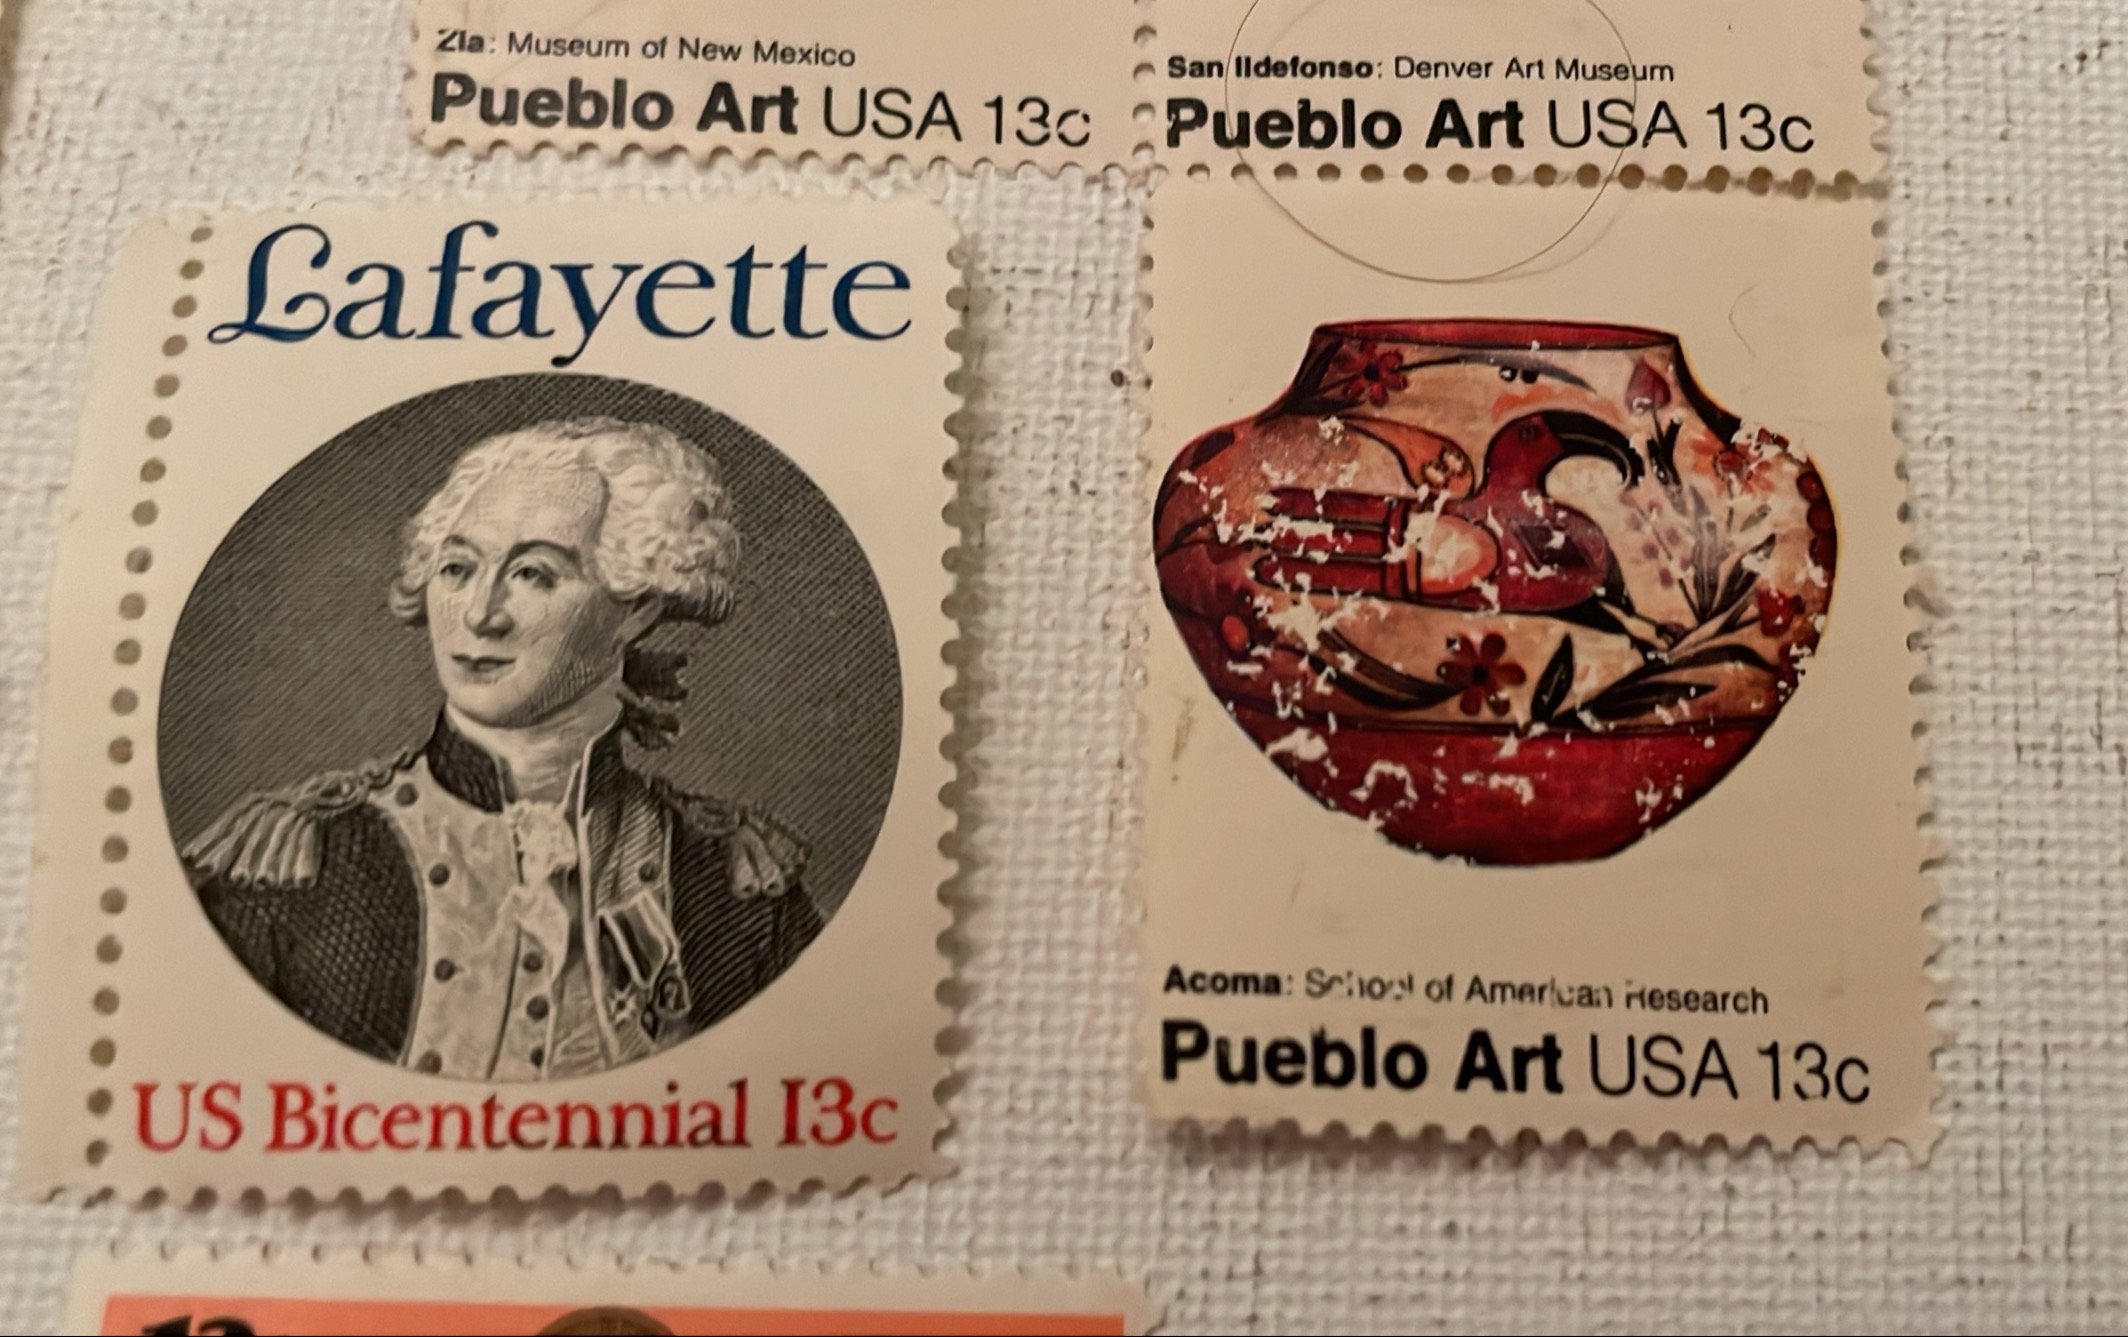 Zia: Museum of New Mexico
Pueblo Art USA 13c
San Ildefonso: Denver Art Museum
Pueblo Art USA 13c
Lafayette
US Bicentennial 13c
Acoma: School of American Research
Pueblo Art USA 13c